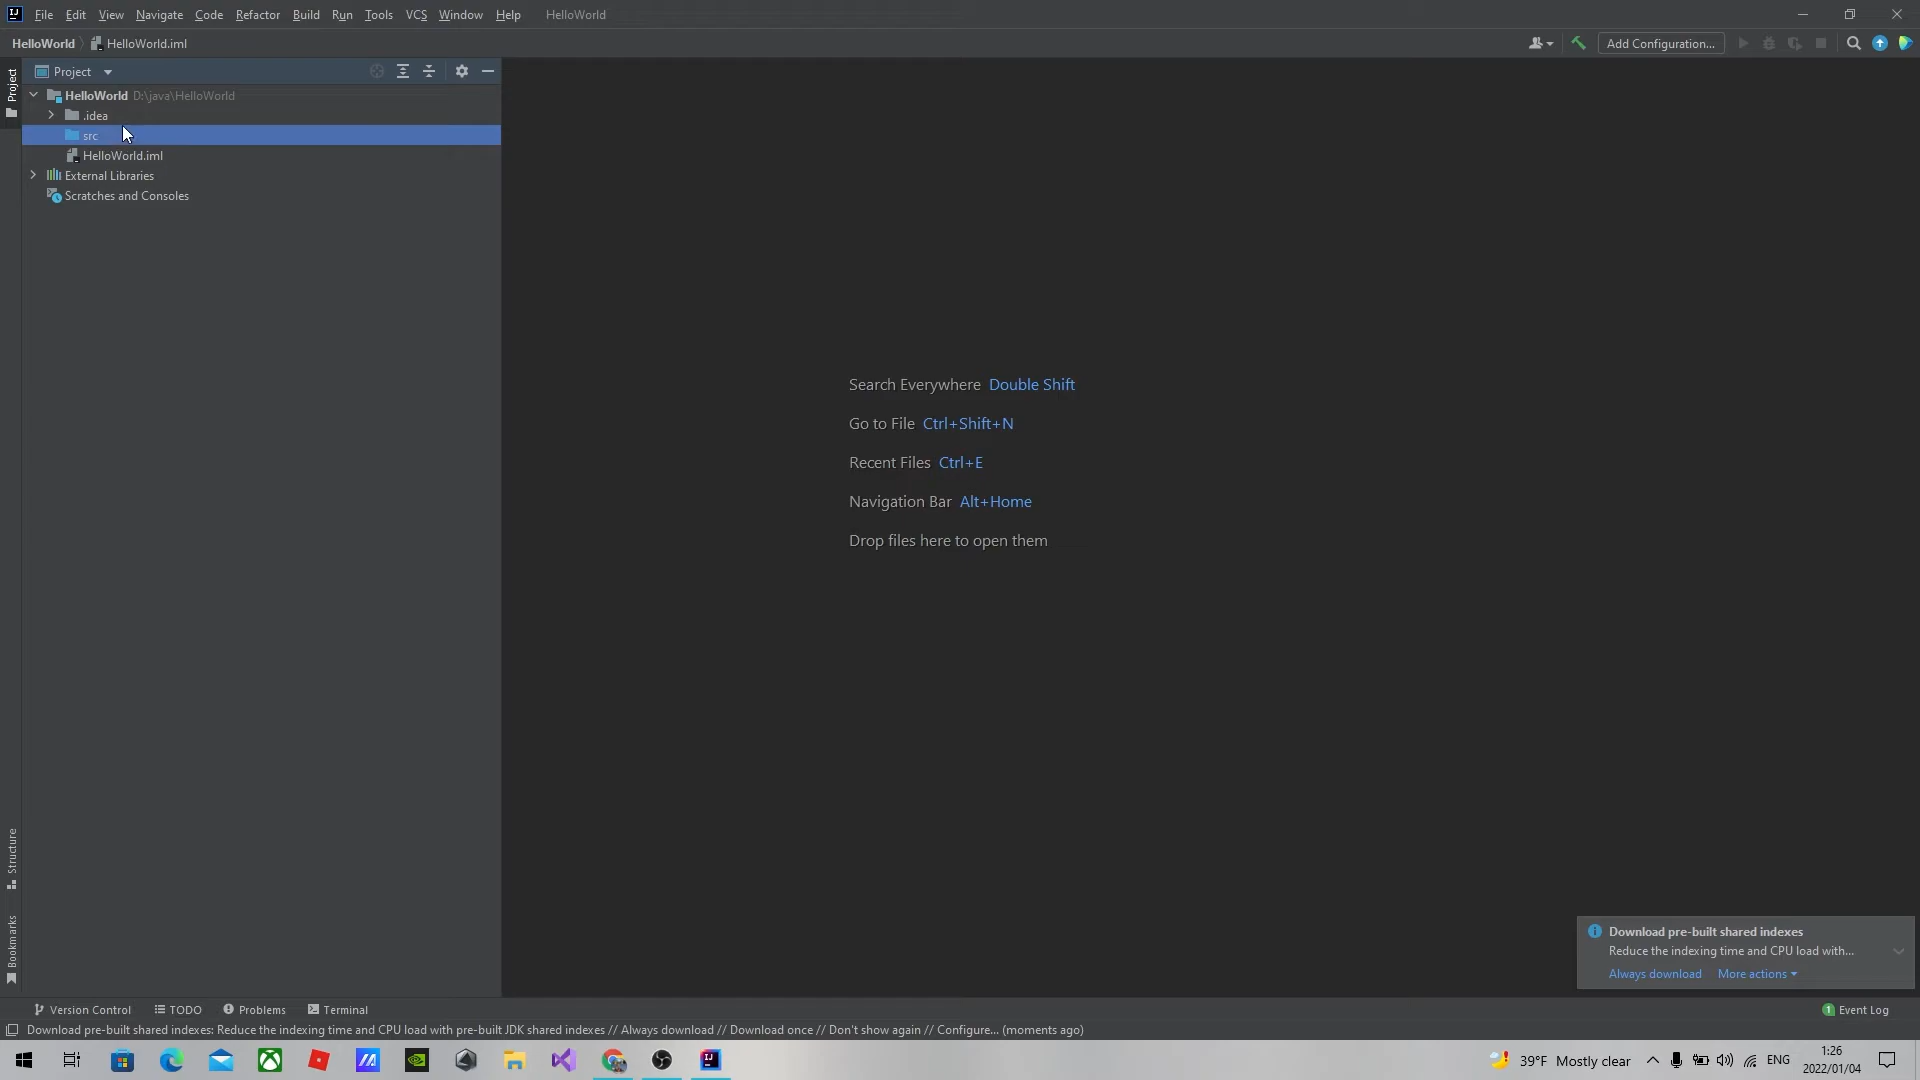 File Edit View Navigate Code Refactor Build Run Tools VCS Window Help HelloWorld
HelloWorld HelloWorld.iml
Add Configuration...
Project
Project
HelloWorld D:\java\HelloWorld
.idea
src
HelloWorld.iml
External Libraries
Scratches and Consoles
Search Everywhere Double Shift
Go to File Ctrl+Shift+N
Recent Files Ctrl+E
Navigation Bar Alt+Home
Drop files here to open them
Structure
Bookmarks
Download pre-built shared indexes
Reduce the indexing time and CPU load with...
Always download More actions
Version Control TODO Problems Terminal
1 Event Log
Download pre-built shared indexes: Reduce the indexing time and CPU load with pre-built JDK shared indexes // Always download // Download once // Don't show again // Configure... (moments ago)
39°F Mostly clear ENG
1:26
2022/01/04